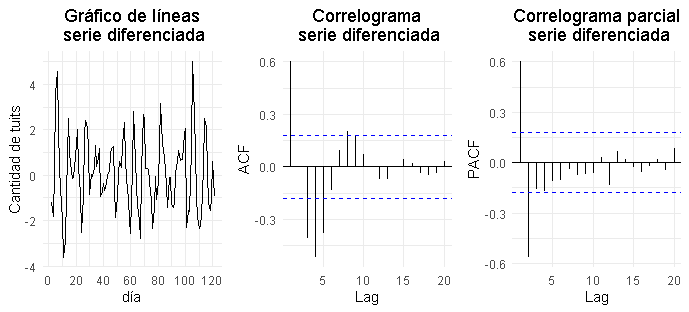 Gráfico de líneas
serie diferenciada
Cantidad de tuits
4
2
0
-2
-4
0 20 40 60 80 100 120
día
Correlograma
serie diferenciada
ACF
0.6
0.3
0.0
-0.3
5 10 15 20
Lag
Correlograma parcial
serie diferenciada
PACF
0.6
0.3
0.0
-0.3
-0.6
5 10 15 20
Lag